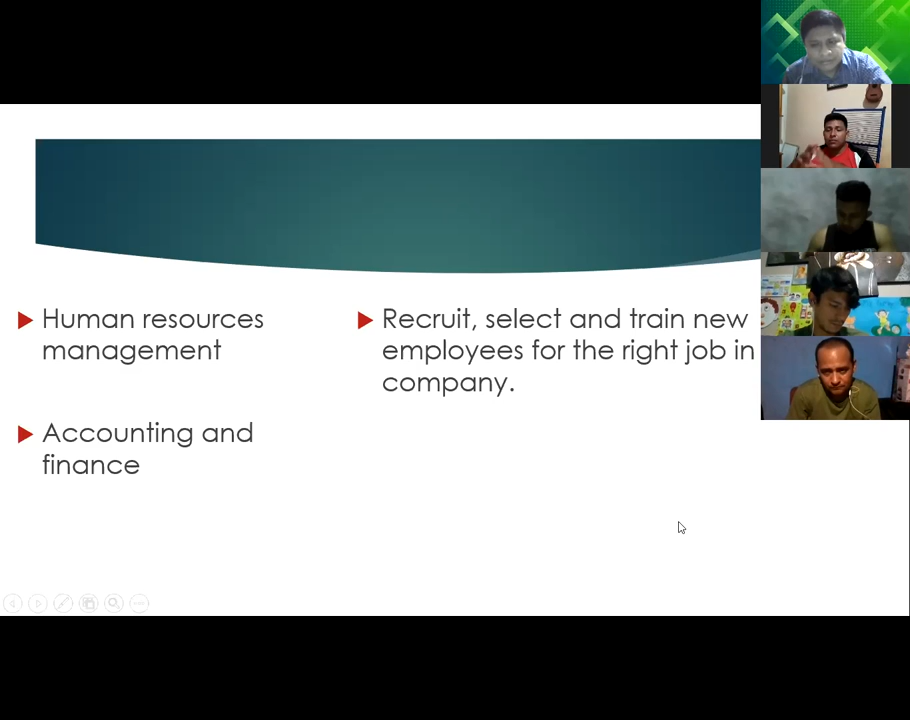 Human resources
management
Accounting and
finance
Recruit, select and train new
employees for the right job in
company.